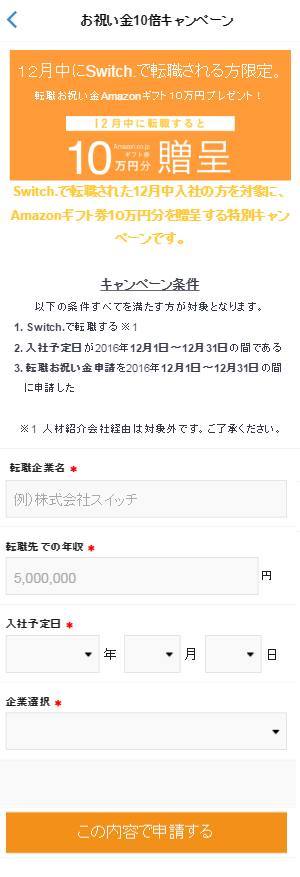 お祝い金10倍キャンペーン
12月中にSwitch.で転職される方限定。
転職お祝い金Amazonギフト10万円プレゼント！
12月中に転職すると
10 Amazon.co.jp ギフト券 万円分 贈呈
Switch.で転職された12月中入社の方を対象に、
Amazonギフト券10万円分を贈呈する特別キャン
ペーンです。
キャンペーン条件
以下の条件すべてを満たす方が対象となります。
1. Switch.で転職する ※1
2. 入社予定日が2016年12月1日～12月31日の間である
3. 転職お祝い金申請を2016年12月1日～12月31日の間
に申請した
※1 人材紹介会社経由は対象外です。ご了承ください。
転職企業名 *
例)株式会社スイッチ
転職先での年収 *
5,000,000 円
入社予定日 *
年 月 日
企業選択 *
この内容で申請する